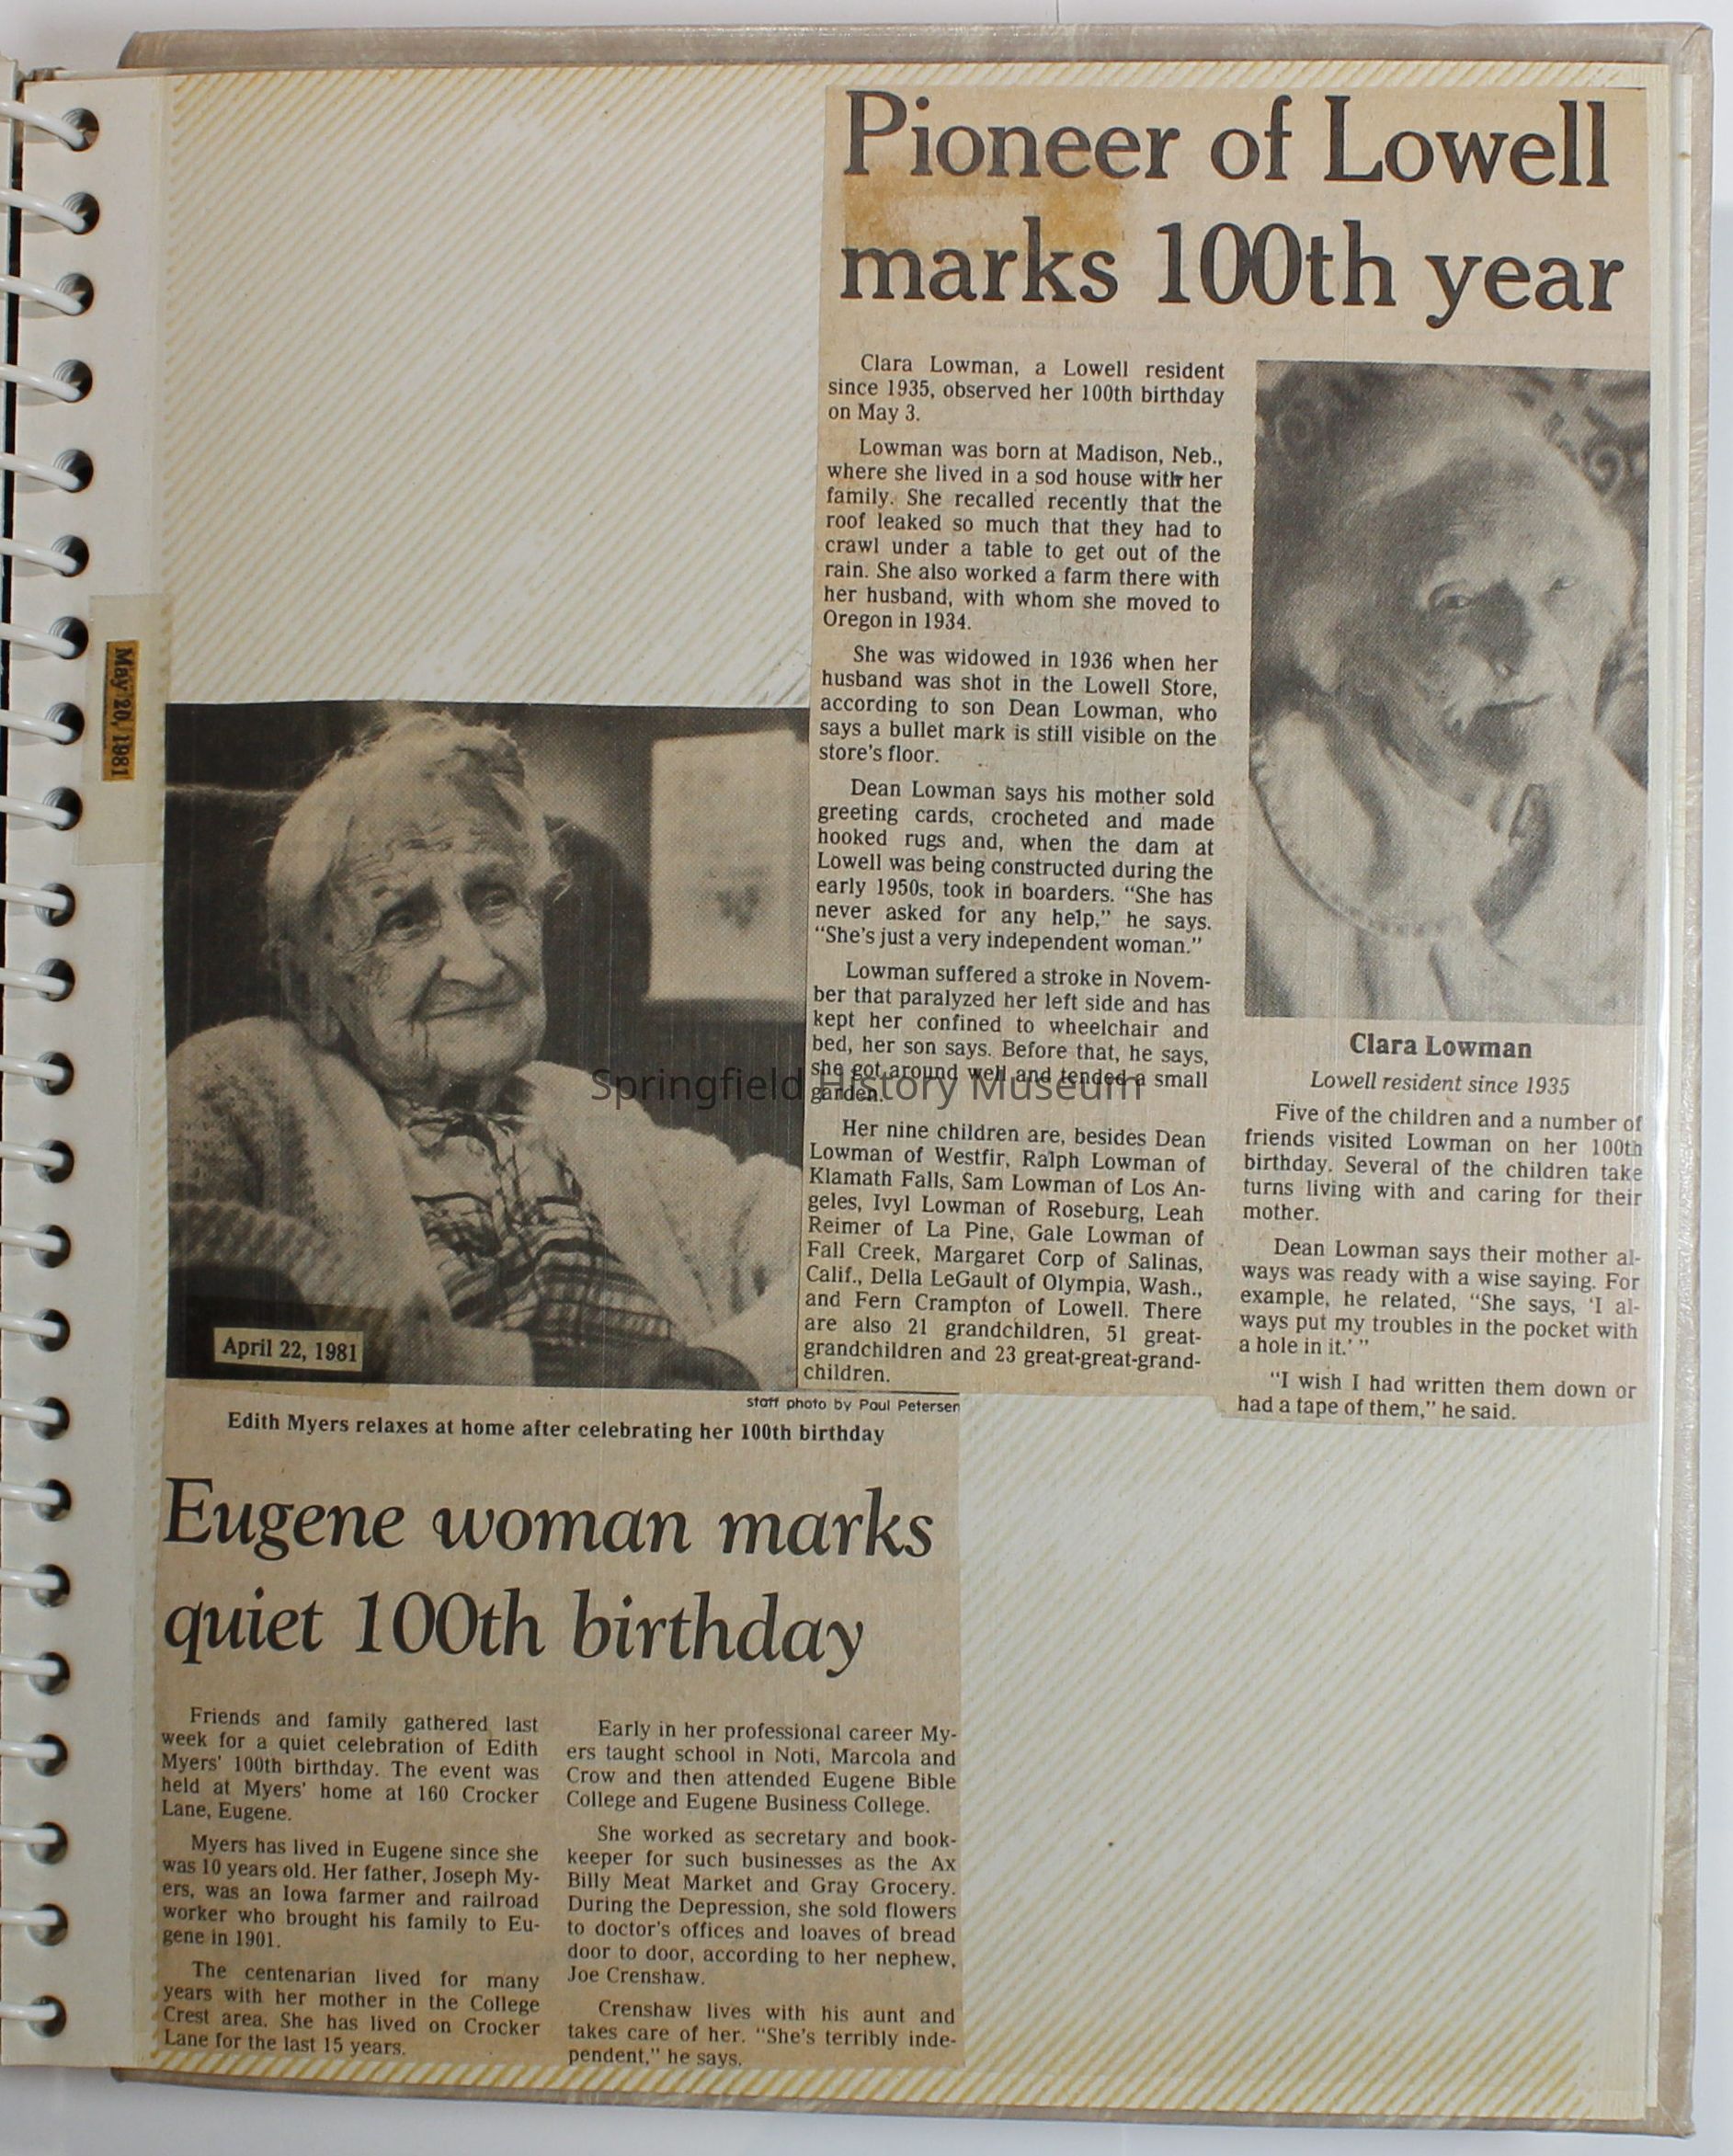 Pioneer of Lowell
marks 100th year
Clara Lowman, a Lowell resident
since 1935, observed her 100th birthday
on May 3.
Lowman was born at Madison, Neb.,
where she lived in a sod house with her
family. She recalled recently that the
roof leaked so much that they had to
crawl under a table to get out of the
rain. She also worked a farm there with
her husband, with whom she moved to
Oregon in 1934.
She was widowed in 1936 when her
husband was shot in the Lowell Store,
according to son Dean Lowman, who
says a bullet mark is still visible on the
store's floor.
Dean Lowman says his mother sold
greeting cards, crocheted and made
hooked rugs and, when the dam at
Lowell was being constructed during the
early 1950s, took in boarders. “She has
never asked for any help,” he says.
“She's just a very independent woman.”
Lowman suffered a stroke in Novem-
ber that paralyzed her left side and has
kept her confined to wheelchair and
bed, her son says. Before that, he says,
she got around well and tended a small
garden.
Her nine children are, besides Dean
Lowman of Westfir, Ralph Lowman of
Klamath Falls, Sam Lowman of Los An-
geles, Ivyl Lowman of Roseburg, Leah
Reimer of La Pine, Gale Lowman of
Fall Creek, Margaret Corp of Salinas,
Calif., Della LeGault of Olympia, Wash.,
and Fern Crampton of Lowell. There
are also 21 grandchildren, 51 great-
grandchildren and 23 great-great-grand-
children.
Clara Lowman
Lowell resident since 1935
Five of the children and a number of
friends visited Lowman on her 100th
birthday. Several of the children take
turns living with and caring for their
mother.
Dean Lowman says their mother al-
ways was ready with a wise saying. For
example, he related, “She says, ‘I al-
ways put my troubles in the pocket with
a hole in it.’ ”
“I wish I had written them down or
had a tape of them,” he said.
May 20, 1981
Springfield History Museum
April 22, 1981
staff photo by Paul Petersen
Edith Myers relaxes at home after celebrating her 100th birthday
Eugene woman marks
quiet 100th birthday
Friends and family gathered last
week for a quiet celebration of Edith
Myers' 100th birthday. The event was
held at Myers' home at 160 Crocker
Lane, Eugene.
Myers has lived in Eugene since she
was 10 years old. Her father, Joseph My-
ers, was an Iowa farmer and railroad
worker who brought his family to Eu-
gene in 1901.
The centenarian lived for many
years with her mother in the College
Crest area. She has lived on Crocker
Lane for the last 15 years.
Early in her professional career My-
ers taught school in Noti, Marcola and
Crow and then attended Eugene Bible
College and Eugene Business College.
She worked as secretary and book-
keeper for such businesses as the Ax
Billy Meat Market and Gray Grocery.
During the Depression, she sold flowers
to doctor's offices and loaves of bread
door to door, according to her nephew,
Joe Crenshaw.
Crenshaw lives with his aunt and
takes care of her. “She's terribly inde-
pendent,” he says.